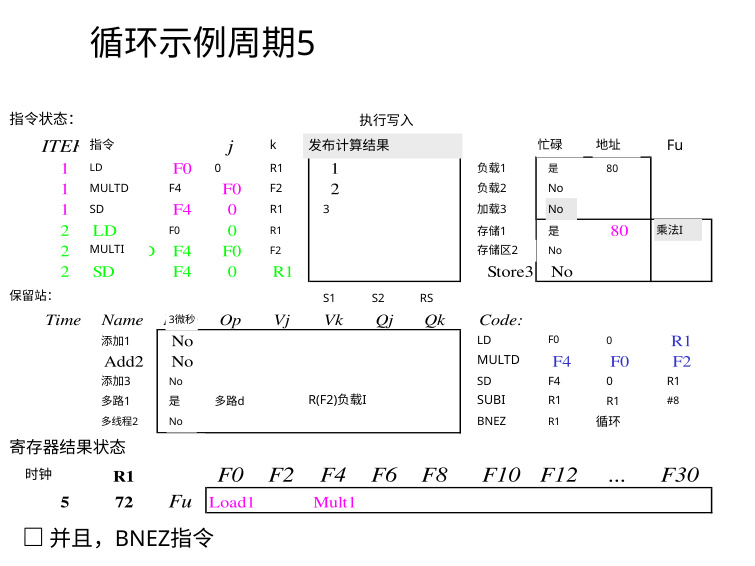 循环示例周期5
指令状态：
执行写入
ITER 指令 j k 发布计算结果 忙碌 地址 Fu
1 LD F0 0 R1 1 负载1 是 80
1 MULTD F4 F0 F2 2 负载2 No
1 SD F4 0 R1 3 加载3 No
2 LD F0 0 R1 存储1 是 80 乘法I
2 MULTI D F4 F0 F2 存储区2 No
2 SD F4 0 R1 Store3 No
保留站： S1 S2 RS
Time Name 3微秒 Op Vj Vk Qj Qk Code:
添加1 No LD F0 0 R1
Add2 No MULTD F4 F0 F2
添加3 No SD F4 0 R1
多路1 是 多路d R(F2)负载I SUBI R1 R1 #8
多线程2 No BNEZ R1 循环
寄存器结果状态
时钟 R1 F0 F2 F4 F6 F8 F10 F12 ... F30
5 72 Fu Load1 Mult1
□ 并且，BNEZ指令